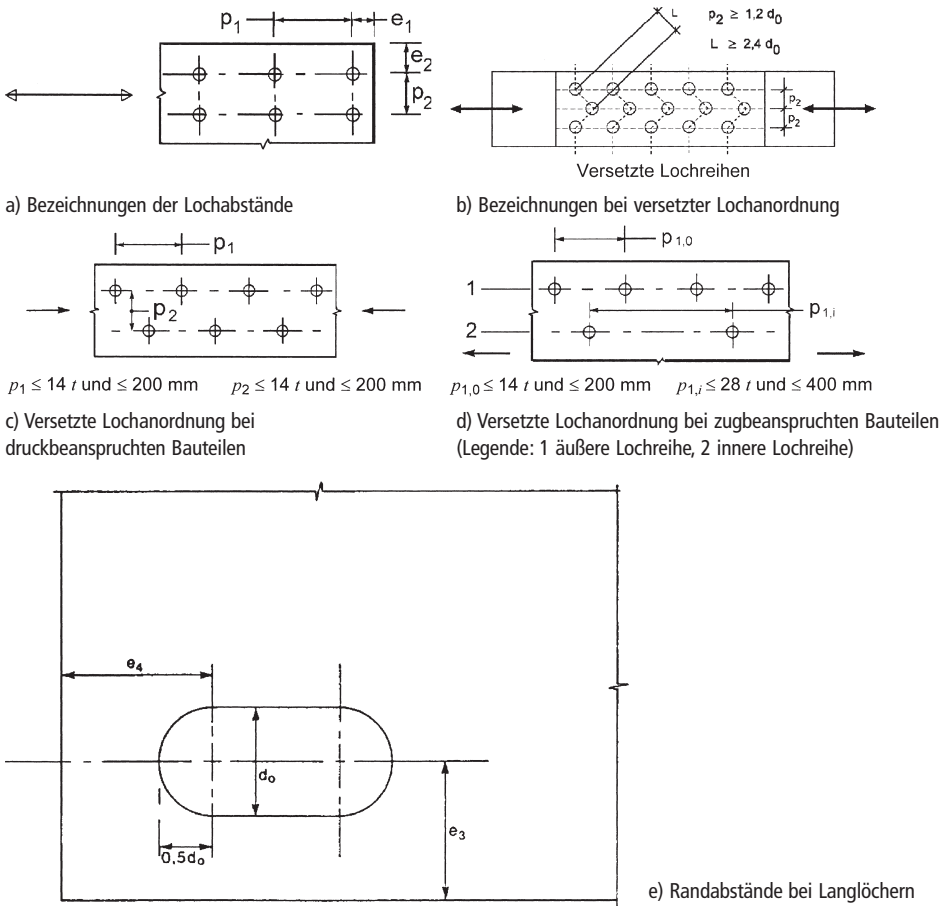 p1 e1
e2
p2
L p2 ≥ 1,2 d0
L ≥ 2,4 d0
p2
p2
Versetzte Lochreihen
a) Bezeichnungen der Lochabstände
b) Bezeichnungen bei versetzter Lochanordnung
p1
p2
p1 ≤ 14 t und ≤ 200 mm p2 ≤ 14 t und ≤ 200 mm
c) Versetzte Lochanordnung bei
druckbeanspruchten Bauteilen
p1,0
1
p1,i
2
p1,0 ≤ 14 t und ≤ 200 mm p1,i ≤ 28 t und ≤ 400 mm
d) Versetzte Lochanordnung bei zugbeanspruchten Bauteilen
(Legende: 1 äußere Lochreihe, 2 innere Lochreihe)
e4
do
e3
0,5do
e) Randabstände bei Langlöchern